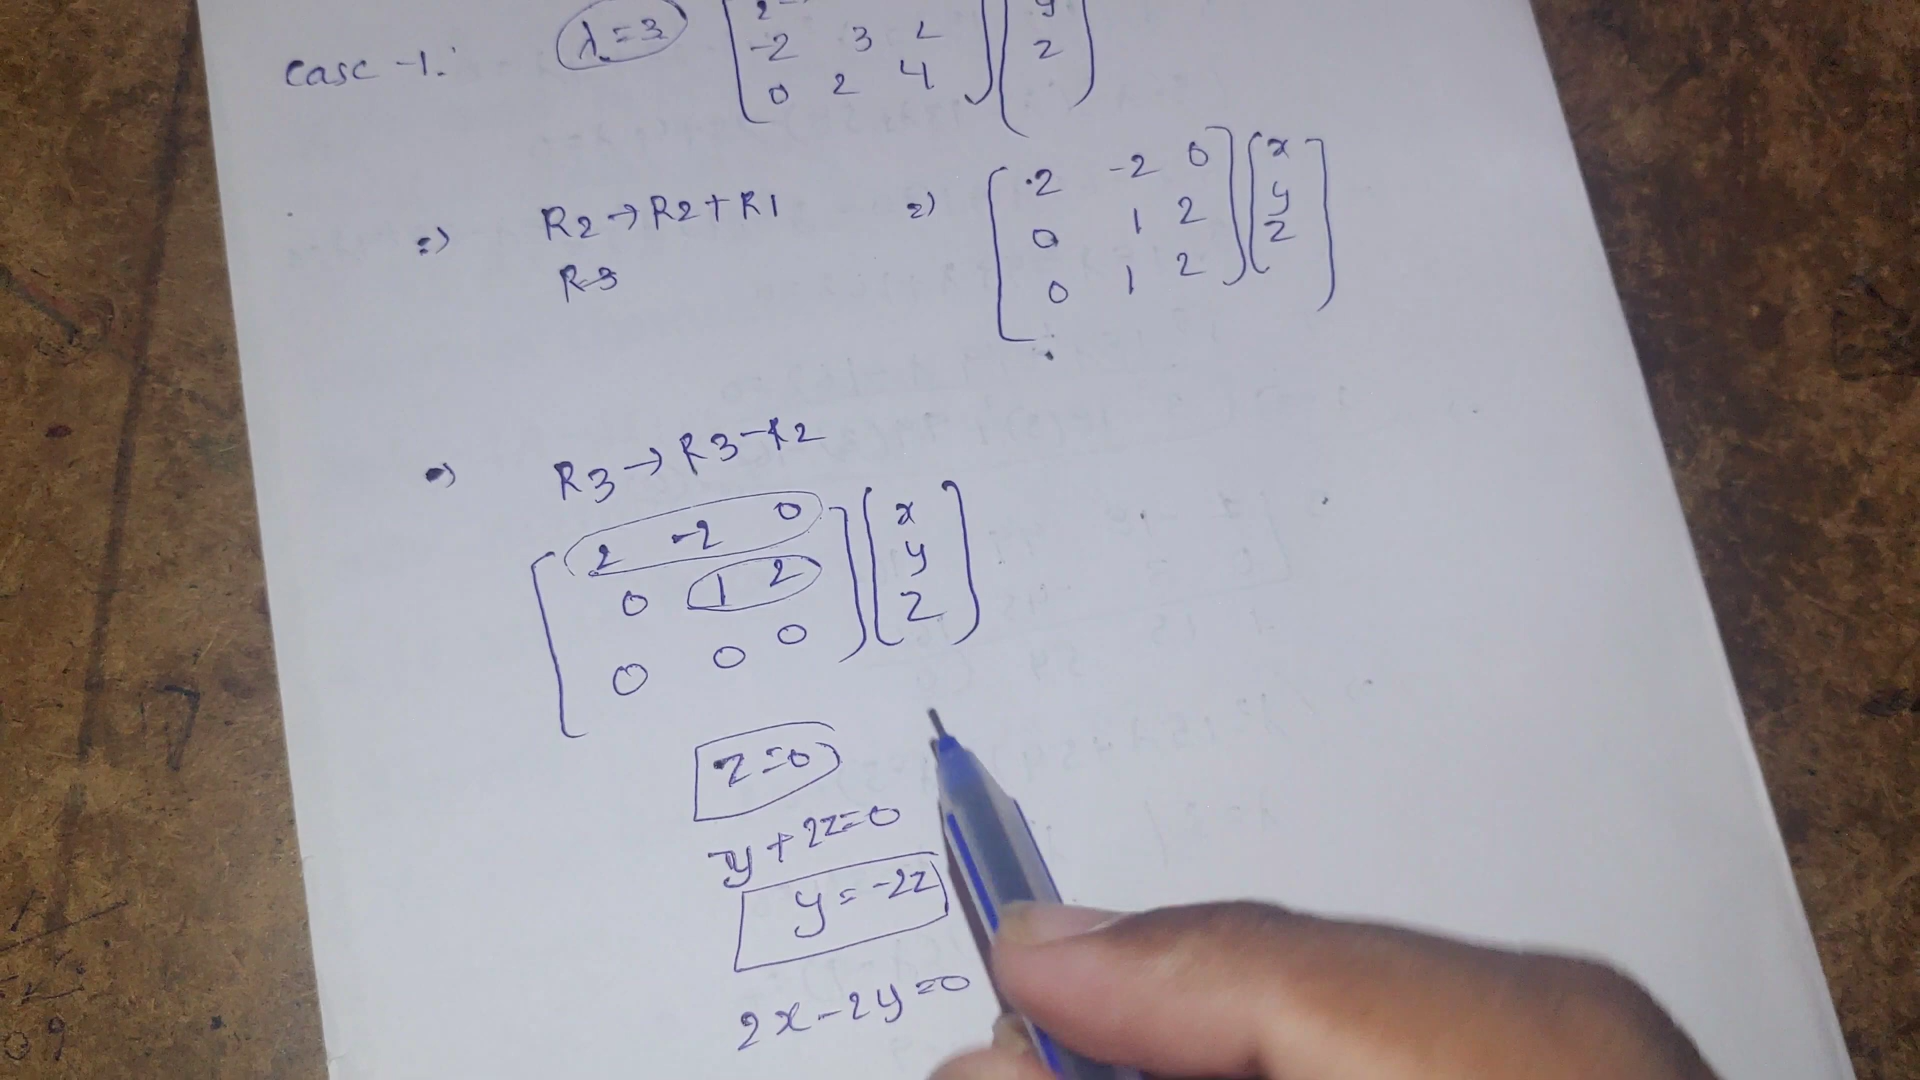 Case -1. λ=3 [2- y
-2 3 2 z
0 2 4
=) R2→R2+R1 =) [2 -2 0] [x
R3 0 1 2 y
0 1 2 z]
=) R3→R3-R2
[2 -2 0] [x
0 1 2 y
0 0 0 z]
z=0
y+2z=0
y=-2z
2x-2y=0
09